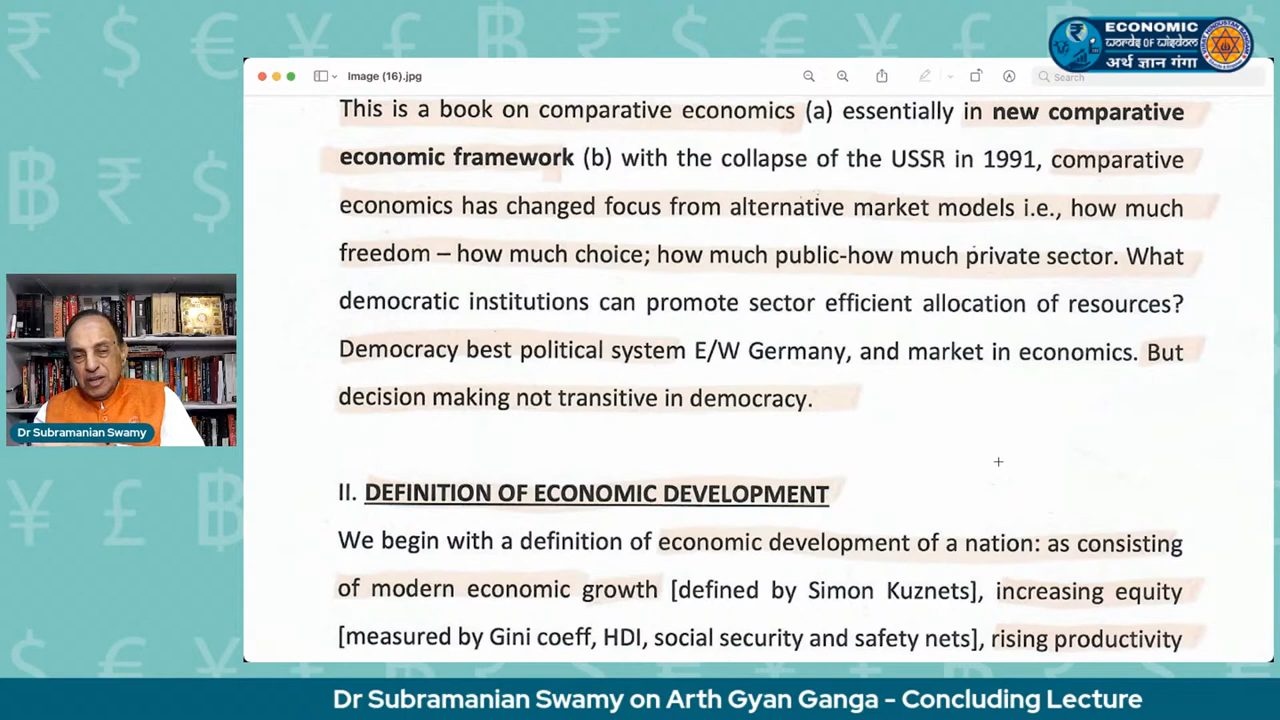 ECONOMIC
WORDS OF WISDOM
अर्थ ज्ञान गंगा
Image (16).jpg
Search
This is a book on comparative economics (a) essentially in new comparative
economic framework (b) with the collapse of the USSR in 1991, comparative
economics has changed focus from alternative market models i.e., how much
freedom – how much choice; how much public-how much private sector. What
democratic institutions can promote sector efficient allocation of resources?
Democracy best political system E/W Germany, and market in economics. But
decision making not transitive in democracy.
II. DEFINITION OF ECONOMIC DEVELOPMENT
We begin with a definition of economic development of a nation: as consisting
of modern economic growth [defined by Simon Kuznets], increasing equity
[measured by Gini coeff, HDI, social security and safety nets], rising productivity
Dr Subramanian Swamy
Dr Subramanian Swamy on Arth Gyan Ganga - Concluding Lecture